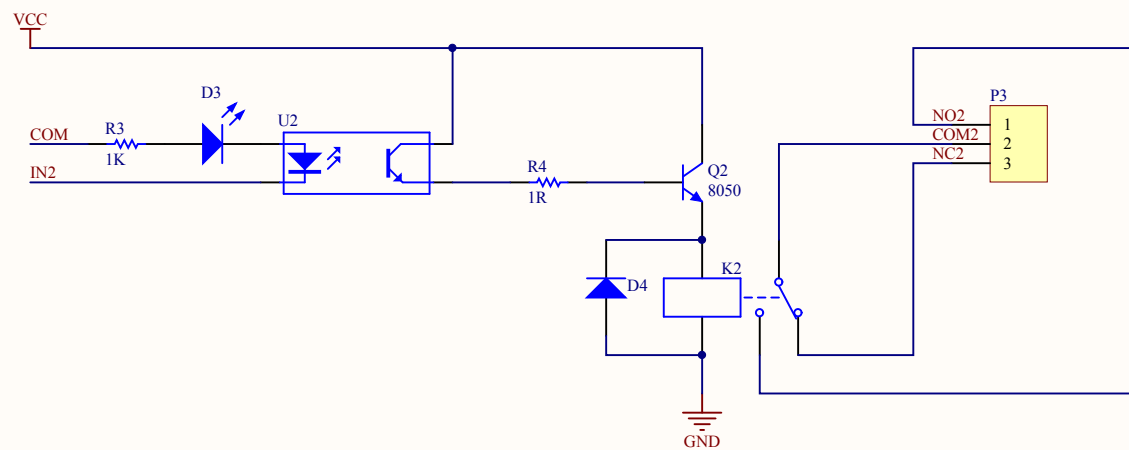 VCC
D3
P3
U2
NO2
1
COM
R3
COM2
2
1K
NC2
3
IN2
R4
Q2
1R
8050
K2
D4
GND